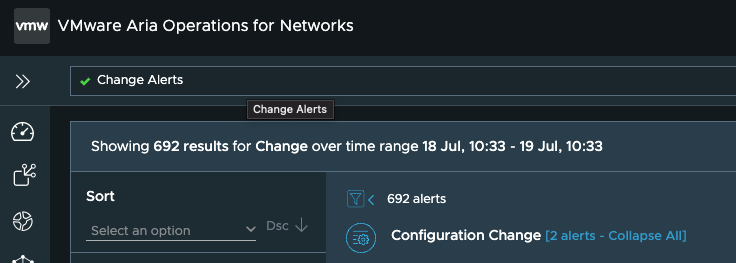 vmw VMware Aria Operations for Networks
Change Alerts
Change Alerts
Showing 692 results for Change over time range 18 Jul, 10:33 - 19 Jul, 10:33
Sort
Select an option Dsc
692 alerts
Configuration Change [2 alerts - Collapse All]